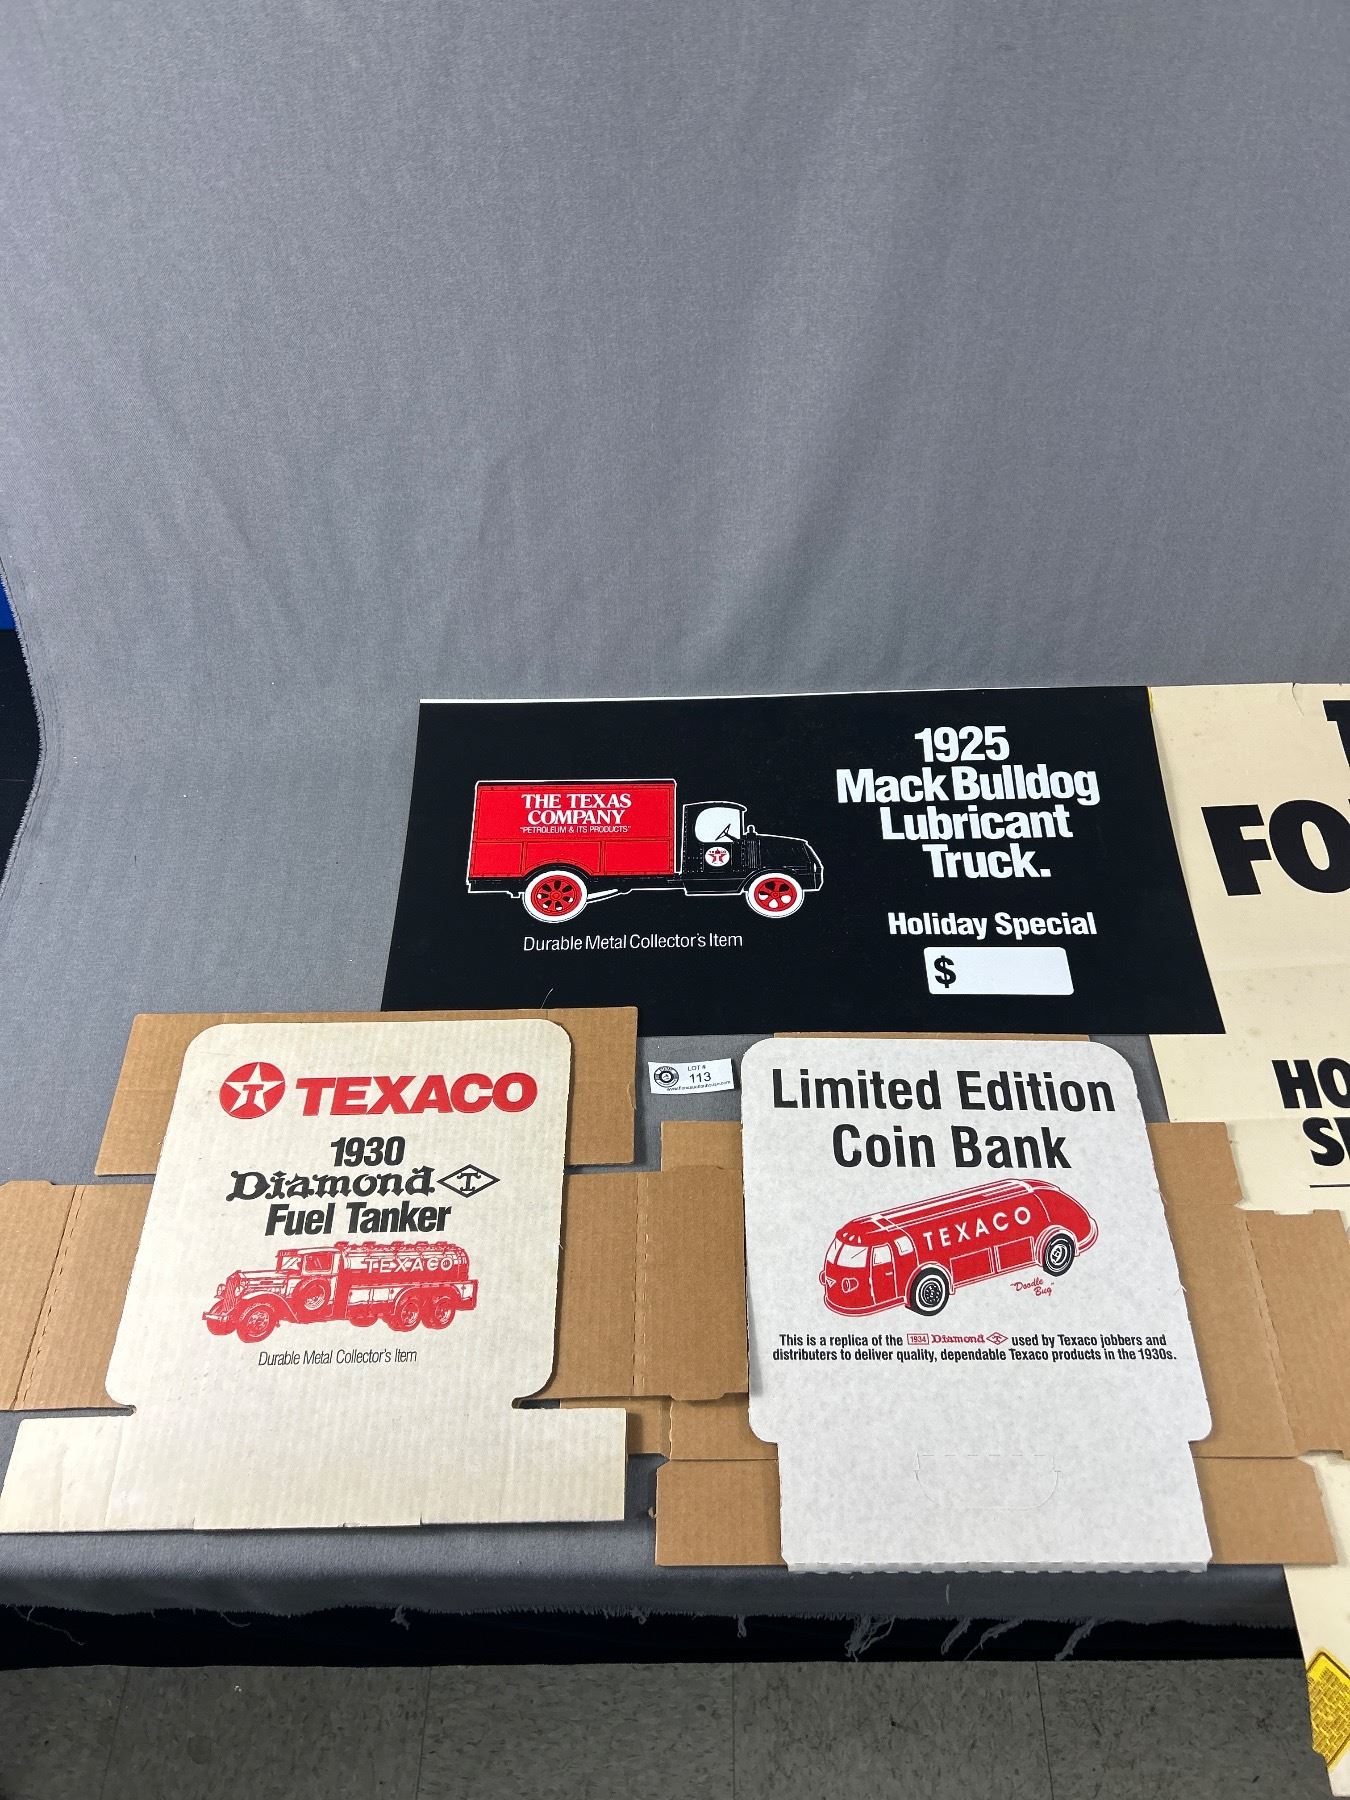 1925
Mack Bulldog
Lubricant
Truck.
THE TEXAS
COMPANY
"PETROLEUM & ITS PRODUCTS"
Durable Metal Collector's Item
Holiday Special
$
FO
HO
SP
LOT #
113
TEXACO
1930
Diamond T
Fuel Tanker
TEXACO
Durable Metal Collector's Item
Limited Edition
Coin Bank
TEXACO
"Doodle
Bug"
This is a replica of the 1934 Diamond T used by Texaco jobbers and
distributers to deliver quality, dependable Texaco products in the 1930s.